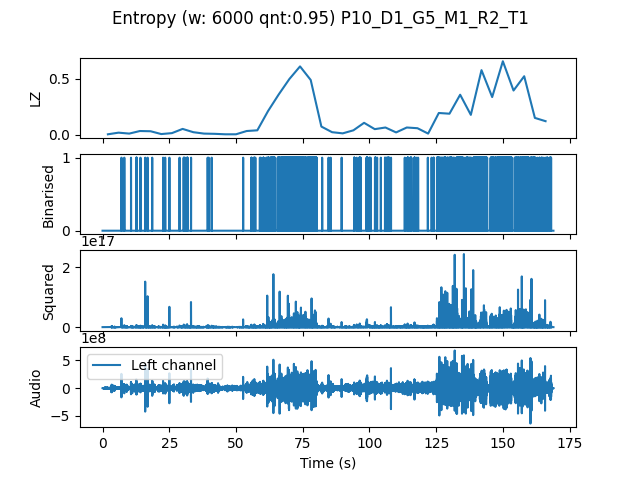 Entropy (w: 6000 qnt:0.95) P10_D1_G5_M1_R2_T1
0.5
0.0
LZ
1
0
Binarised
1e17
2
0
Squared
1e8
5
0
−5
Audio
Left channel
0 25 50 75 100 125 150 175
Time (s)